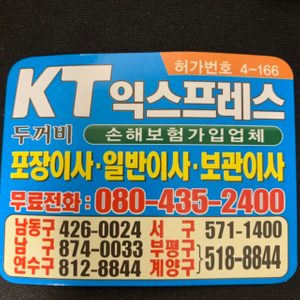 허가번호 4-166
KT익스프레스
두꺼비 손해보험가입업체
포장이사·일반이사·보관이사
무료전화 : 080-435-2400
남동구 426-0024 서구 571-1400
남구 874-0033 부평구
연수구 812-8844 계양구 } 518-8844